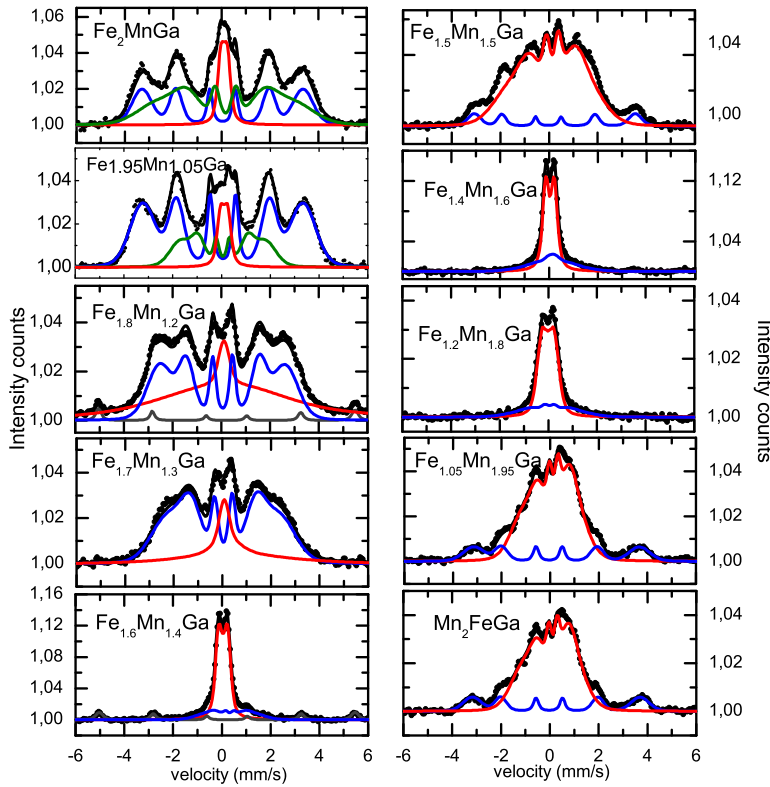 Fe2MnGa
1,06
1,04
1,02
1,00
Fe1.95Mn1.05Ga
1,04
1,02
1,00
Fe1.8Mn1.2Ga
1,04
1,02
1,00
Fe1.7Mn1.3Ga
1,04
1,02
1,00
Fe1.6Mn1.4Ga
1,16
1,12
1,08
1,04
1,00
-6 -4 -2 0 2 4 6
velocity (mm/s)
Intensity counts
Fe1.5Mn1.5Ga
1,04
1,00
Fe1.4Mn1.6Ga
1,12
1,04
Fe1.2Mn1.8Ga
1,04
1,02
1,00
Fe1.05Mn1.95Ga
1,04
1,02
1,00
Mn2FeGa
1,04
1,02
1,00
-6 -4 -2 0 2 4 6
velocity (mm/s)
Intensity counts